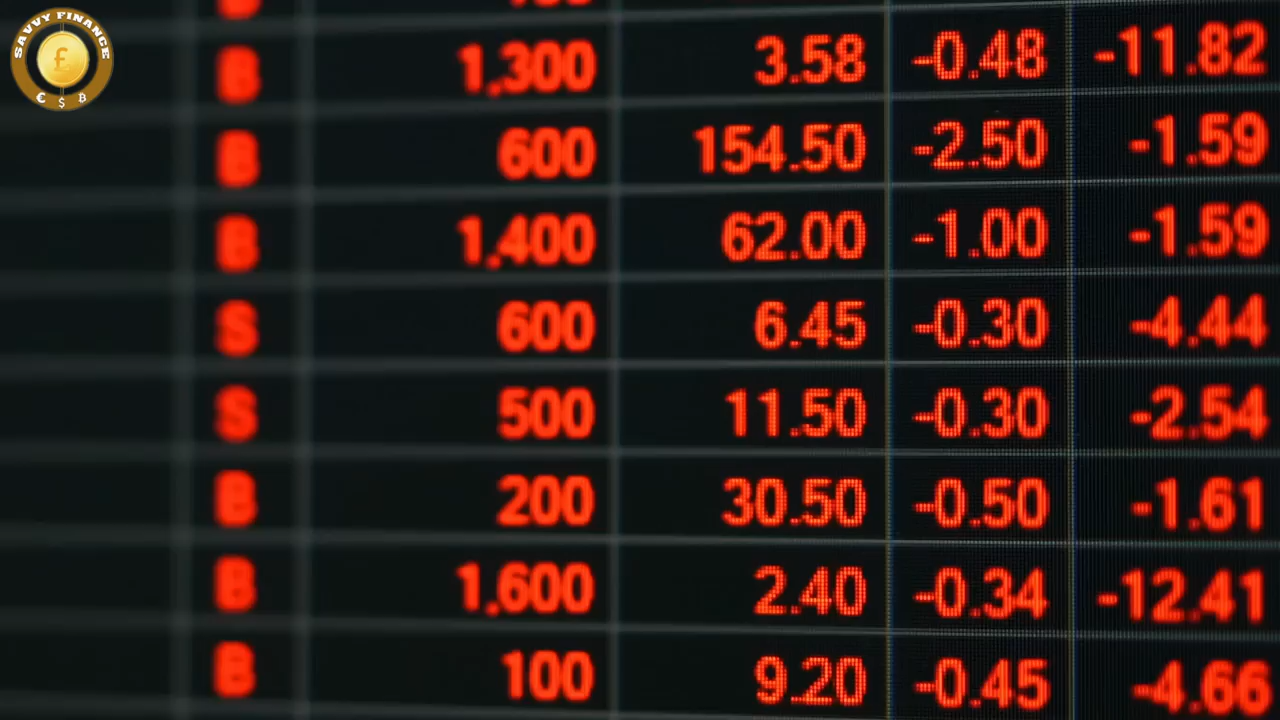 SAVVY FINANCE
£
€ $ B
B 1,300 3.58 -0.48 -11.82
B 600 154.50 -2.50 -1.59
B 1,400 62.00 -1.00 -1.59
S 600 6.45 -0.30 -4.44
S 500 11.50 -0.30 -2.54
B 200 30.50 -0.50 -1.61
B 1,600 2.40 -0.34 -12.41
B 100 9.20 -0.45 -4.66